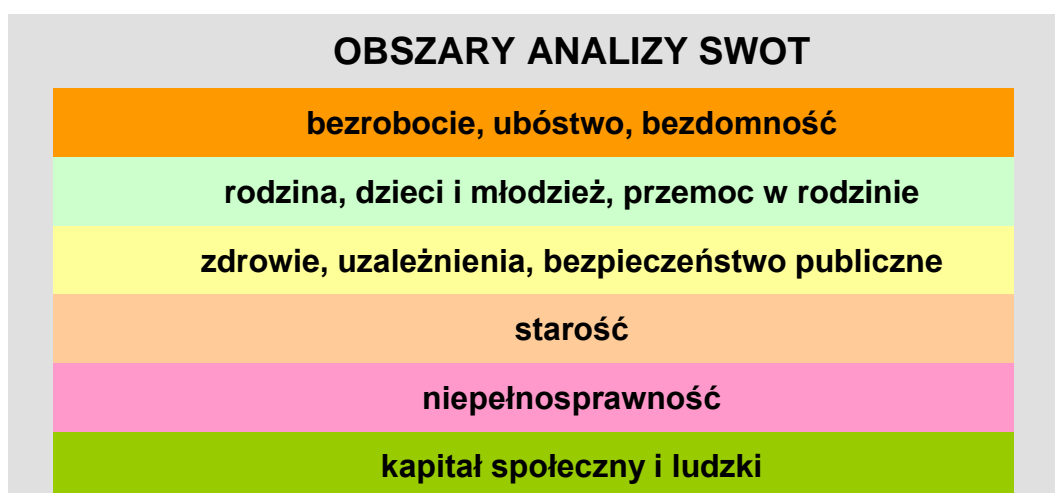 OBSZARY ANALIZY SWOT
bezrobocie, ubóstwo, bezdomność
rodzina, dzieci i młodzież, przemoc w rodzinie
zdrowie, uzależnienia, bezpieczeństwo publiczne
starość
niepełnosprawność
kapitał społeczny i ludzki